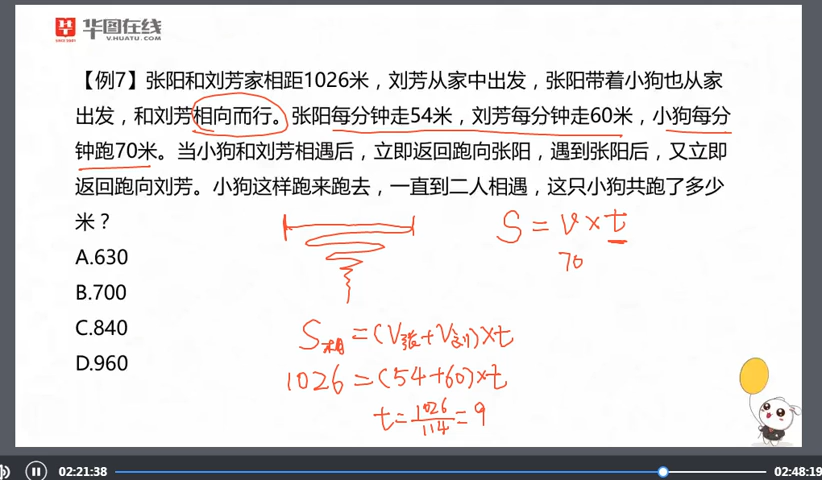 华图在线
V.HUATU.COM
【例7】张阳和刘芳家相距1026米，刘芳从家中出发，张阳带着小狗也从家
出发，和刘芳相向而行。张阳每分钟走54米，刘芳每分钟走60米，小狗每分
钟跑70米。当小狗和刘芳相遇后，立即返回跑向张阳，遇到张阳后，又立即
返回跑向刘芳。小狗这样跑来跑去，一直到二人相遇，这只小狗共跑了多少
米？
A.630
B.700
C.840
D.960
S=v×t
70
S相=(V张+V刘)×t
1026=(54+60)×t
t=1026/114=9
02:21:38
02:48:19